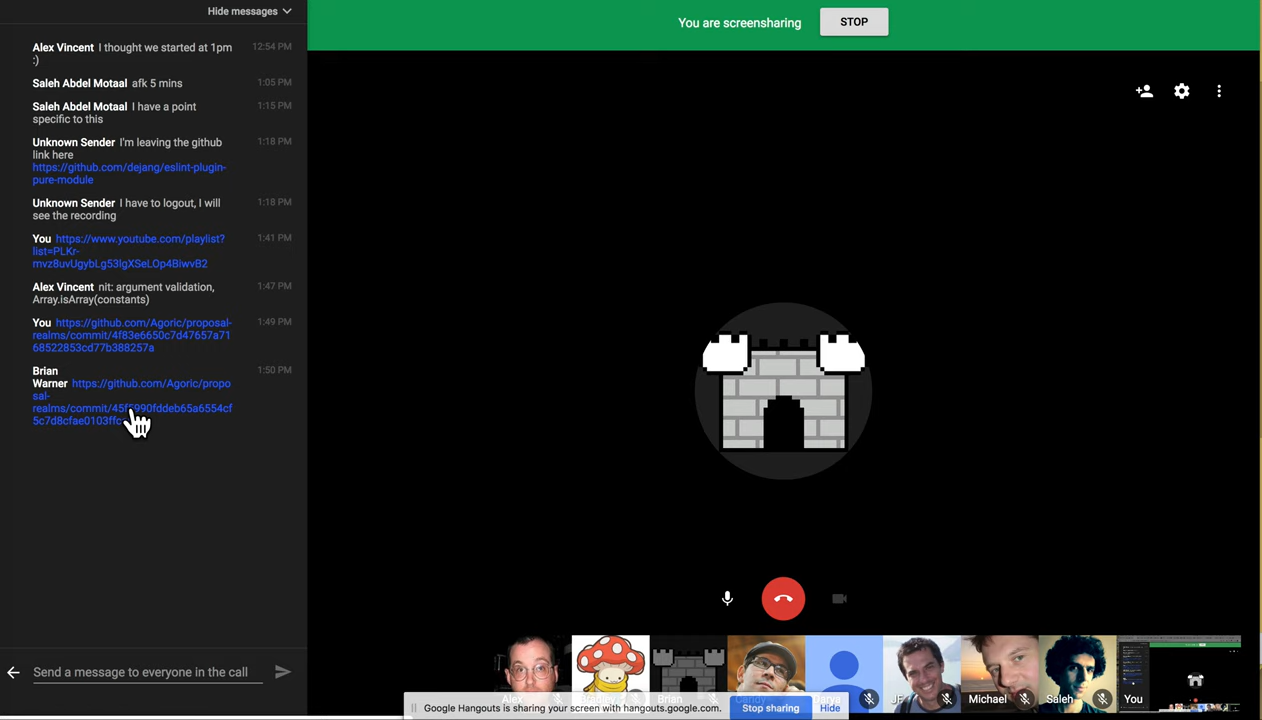 Hide messages
You are screensharing
STOP
Alex Vincent I thought we started at 1pm 12:54 PM
:)
Saleh Abdel Motaal afk 5 mins 1:05 PM
Saleh Abdel Motaal I have a point 1:15 PM
specific to this
Unknown Sender I'm leaving the github 1:18 PM
link here
https://github.com/dejang/eslint-plugin-
pure-module
Unknown Sender I have to logout, I will 1:18 PM
see the recording
You https://www.youtube.com/playlist? 1:41 PM
list=PLKr-
mvz8uvUgybLg53lgXSeLOp4BiwvB2
Alex Vincent nit: argument validation, 1:47 PM
Array.isArray(constants)
You https://github.com/Agoric/proposal- 1:49 PM
realms/commit/4f83e6650c7d47657a71
68522853cd77b388257a
Brian 1:50 PM
Warner https://github.com/Agoric/propo
sal-
realms/commit/45f5990fddeb65a6554cf
5c7d8cfae0103ffc
Send a message to everyone in the call
Alex
Brian
JF
Michael
Saleh
You
Google Hangouts is sharing your screen with hangouts.google.com.
Stop sharing
Hide